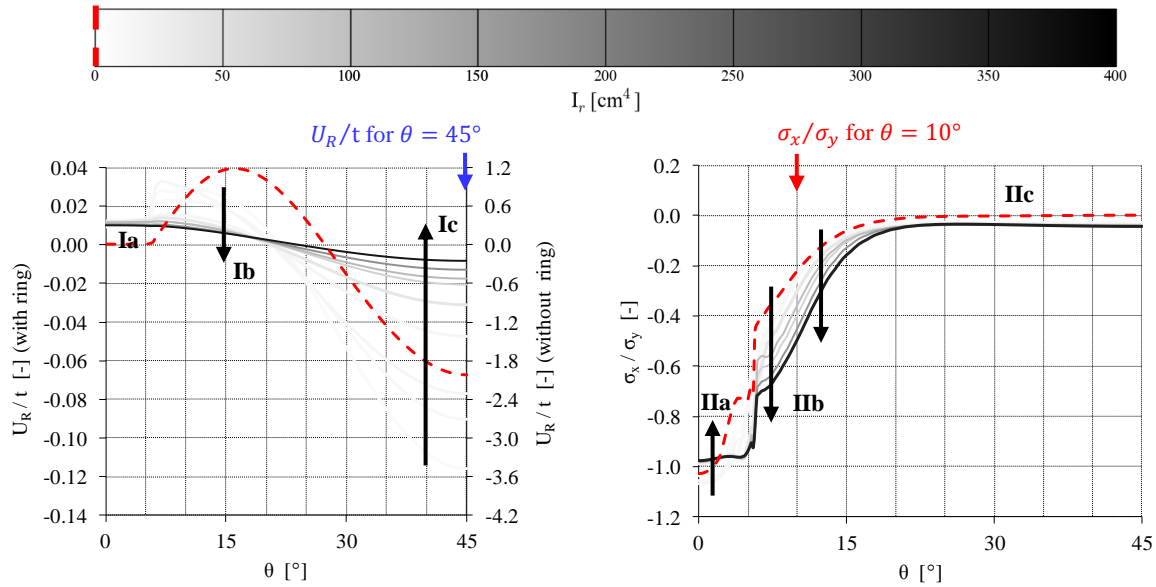 0 50 100 150 200 250 300 350 400
I_r [cm^4]
U_R/t for θ = 45°
0.04
0.02
0.00
-0.02
-0.04
-0.06
-0.08
-0.10
-0.12
-0.14
U_R / t [-] (with ring)
Ia
Ib
Ic
1.2
0.6
0.0
-0.6
-1.2
-1.8
-2.4
-3.0
-3.6
-4.2
U_R / t [-] (without ring)
0 15 30 45
θ [°]
σ_x/σ_y for θ = 10°
0.2
0.0
-0.2
-0.4
-0.6
-0.8
-1.0
-1.2
σ_x / σ_y [-]
IIc
IIa
IIb
0 15 30 45
θ [°]